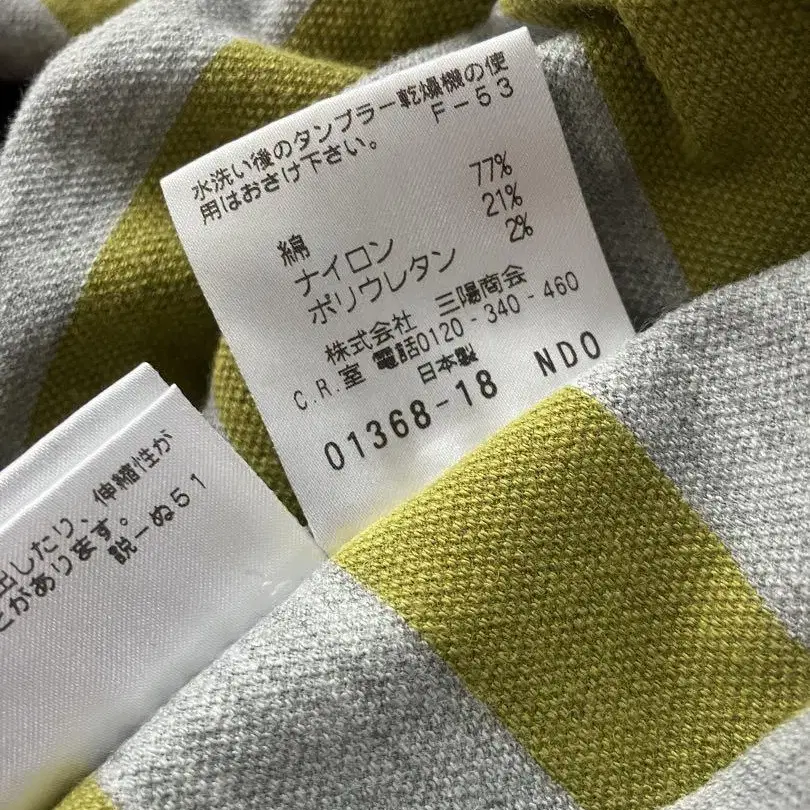 水洗い後のタンブラー乾燥機の使
用はおさけ下さい。 F-53
綿 77%
ナイロン 21%
ポリウレタン 2%
株式会社 三陽商会
C.R.室 電話0120-340-460
日本製
01368-18 NDO
出したり、伸縮性が
とがあります。
説ーぬ51